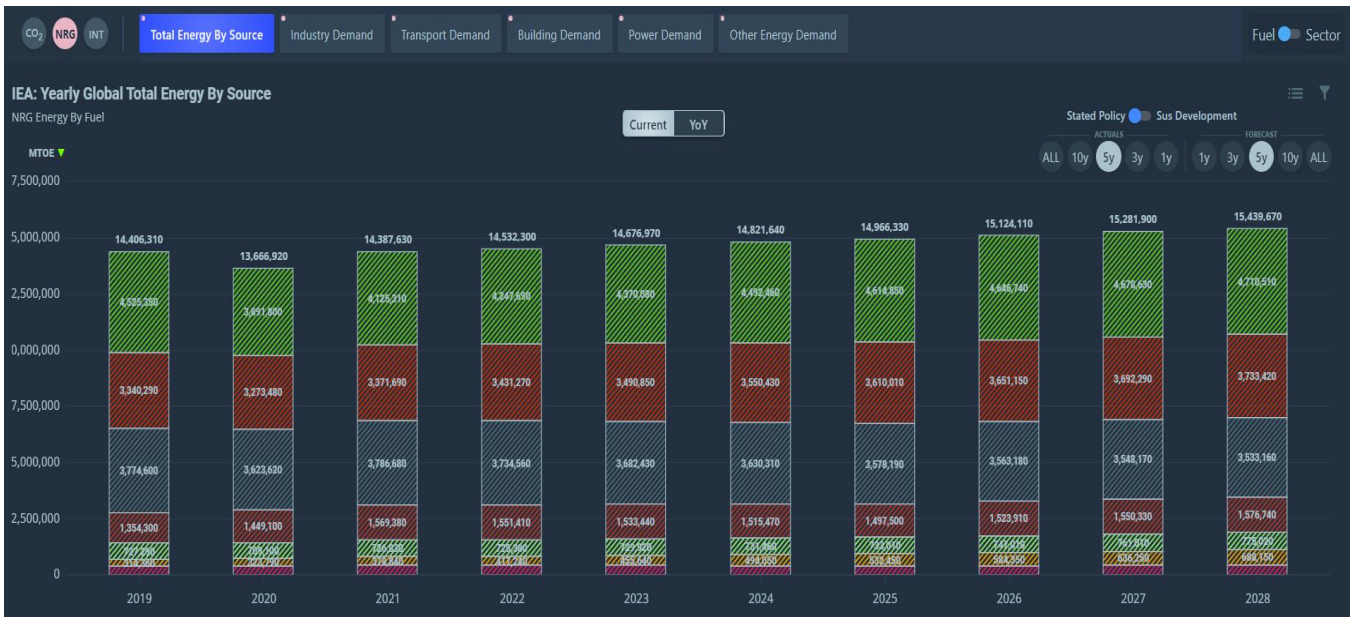 CO₂ NRG INT Total Energy By Source Industry Demand Transport Demand Building Demand Power Demand Other Energy Demand Fuel Sector
IEA: Yearly Global Total Energy By Source
NRG Energy By Fuel
Current YoY
Stated Policy Sus Development
ACTUALS FORECAST
ALL 10y 5y 3y 1y 1y 3y 5y 10y ALL
MTOE
7,500,000
5,000,000
2,500,000
0,000,000
7,500,000
5,000,000
2,500,000
0
14,406,310 13,666,920 14,387,630 14,532,300 14,676,970 14,821,640 14,966,330 15,124,110 15,281,900 15,439,670
4,525,350 3,891,800 4,125,310 4,247,690 4,370,080 4,492,460 4,614,850 4,646,740 4,678,630 4,710,510
3,340,290 3,273,480 3,371,690 3,431,270 3,490,850 3,550,430 3,610,010 3,651,150 3,692,290 3,733,420
3,774,600 3,623,620 3,786,680 3,734,560 3,682,430 3,630,310 3,578,190 3,563,180 3,548,170 3,533,160
1,354,300 1,449,100 1,569,380 1,551,410 1,533,440 1,515,470 1,497,500 1,523,910 1,550,330 1,576,740
2019 2020 2021 2022 2023 2024 2025 2026 2027 2028